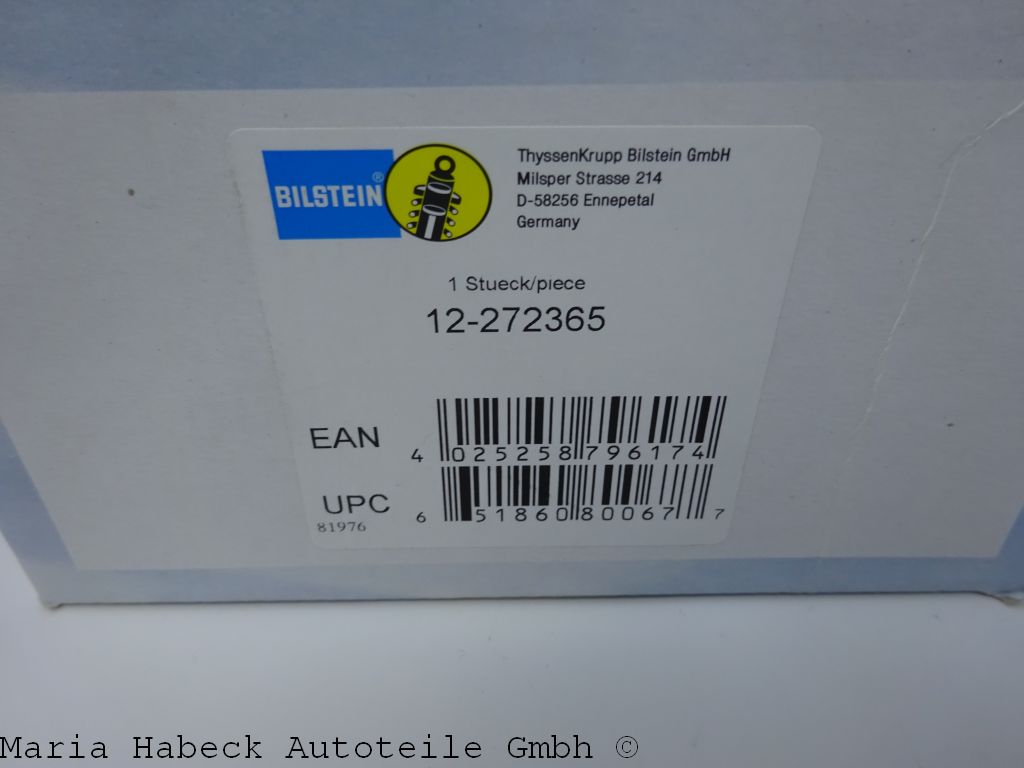 BILSTEIN®
ThyssenKrupp Bilstein GmbH
Milsper Strasse 214
D-58256 Ennepetal
Germany
1 Stueck/piece
12-272365
EAN
4 025258 796174
UPC
81976
6 51860 80067 7
Maria Habeck Autoteile Gmbh ©